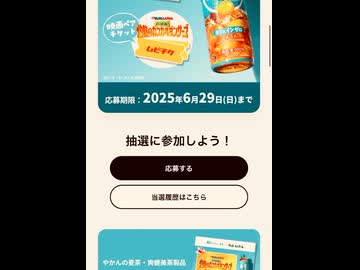 映画ペア
チケット
ムビチケ
応募期限：2025年6月29日(日)まで
抽選に参加しよう！
応募する
当選履歴はこちら
やかんの麦茶・爽健美茶製品